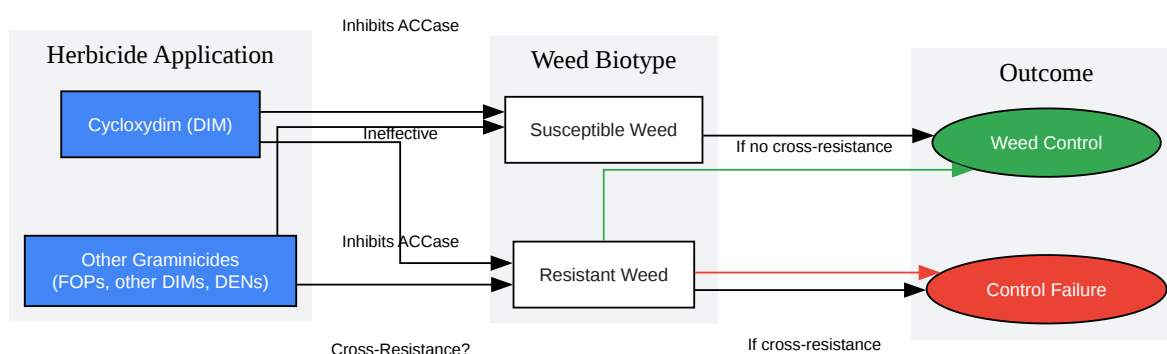 Inhibits ACCase
Herbicide Application
Weed Biotype
Outcome
Cycloxydim (DIM)
Ineffective
Susceptible Weed
If no cross-resistance
Weed Control
Inhibits ACCase
Other Graminicides
(FOPs, other DIMs, DENs)
Resistant Weed
Control Failure
Cross-Resistance?
If cross-resistance